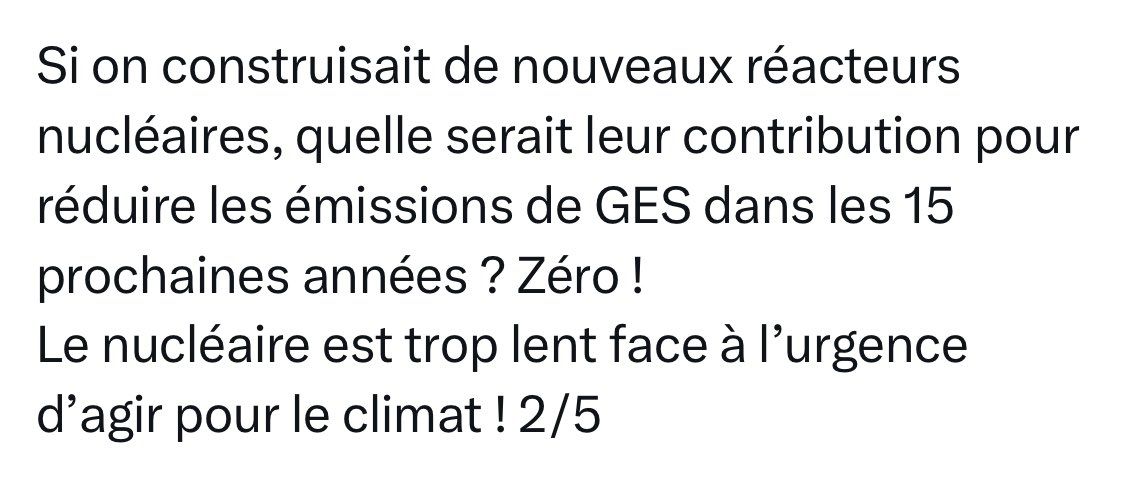 Si on construisait de nouveaux réacteurs
nucléaires, quelle serait leur contribution pour
réduire les émissions de GES dans les 15
prochaines années ? Zéro !
Le nucléaire est trop lent face à l’urgence
d’agir pour le climat ! 2/5